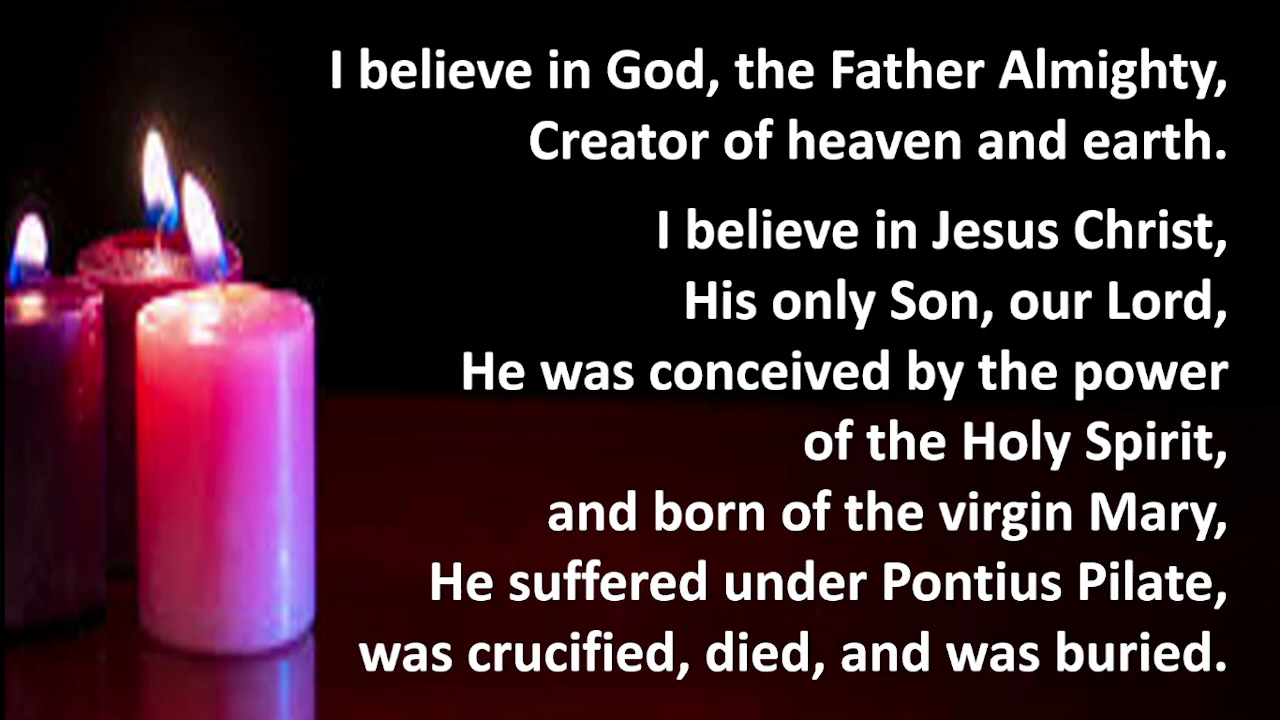 I believe in God, the Father Almighty,
Creator of heaven and earth.
I believe in Jesus Christ,
His only Son, our Lord,
He was conceived by the power
of the Holy Spirit,
and born of the virgin Mary,
He suffered under Pontius Pilate,
was crucified, died, and was buried.